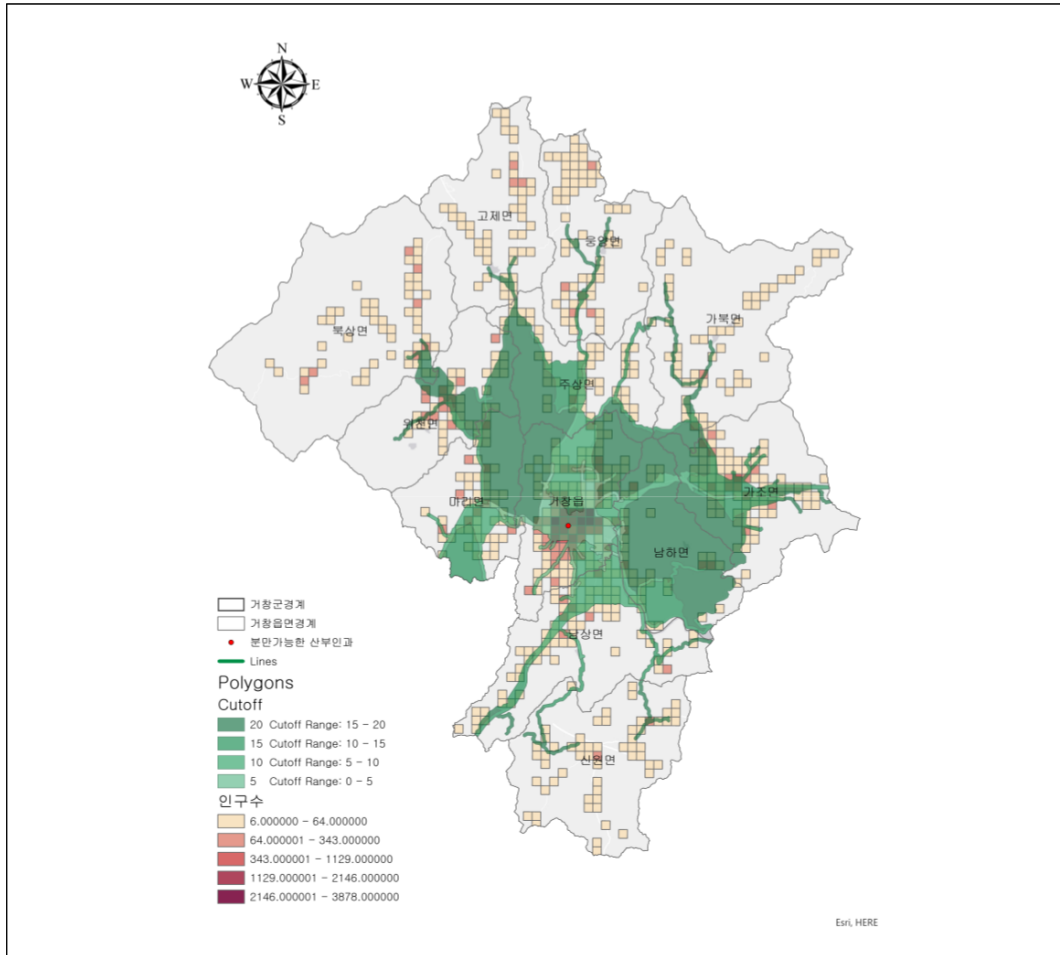 N
W E
S
고제면
웅양면
북상면
가북면
주상면
위천면
마리면
거창읍
가조면
남하면
남상면
신원면
거창군경계
거창읍면경계
분만가능한 산부인과
Lines
Polygons
Cutoff
20 Cutoff Range: 15 - 20
15 Cutoff Range: 10 - 15
10 Cutoff Range: 5 - 10
5 Cutoff Range: 0 - 5
인구수
6.000000 - 64.000000
64.000001 - 343.000000
343.000001 - 1129.000000
1129.000001 - 2146.000000
2146.000001 - 3878.000000
Esri, HERE